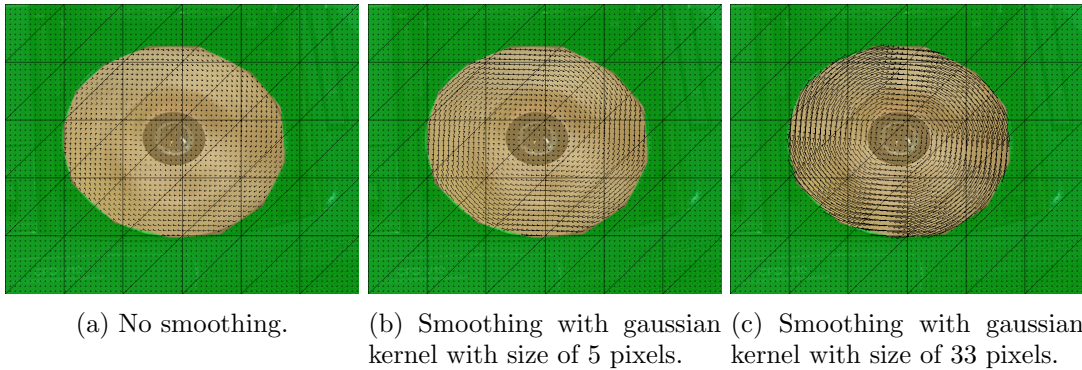 (a) No smoothing.
(b) Smoothing with gaussian
kernel with size of 5 pixels.
(c) Smoothing with gaussian
kernel with size of 33 pixels.